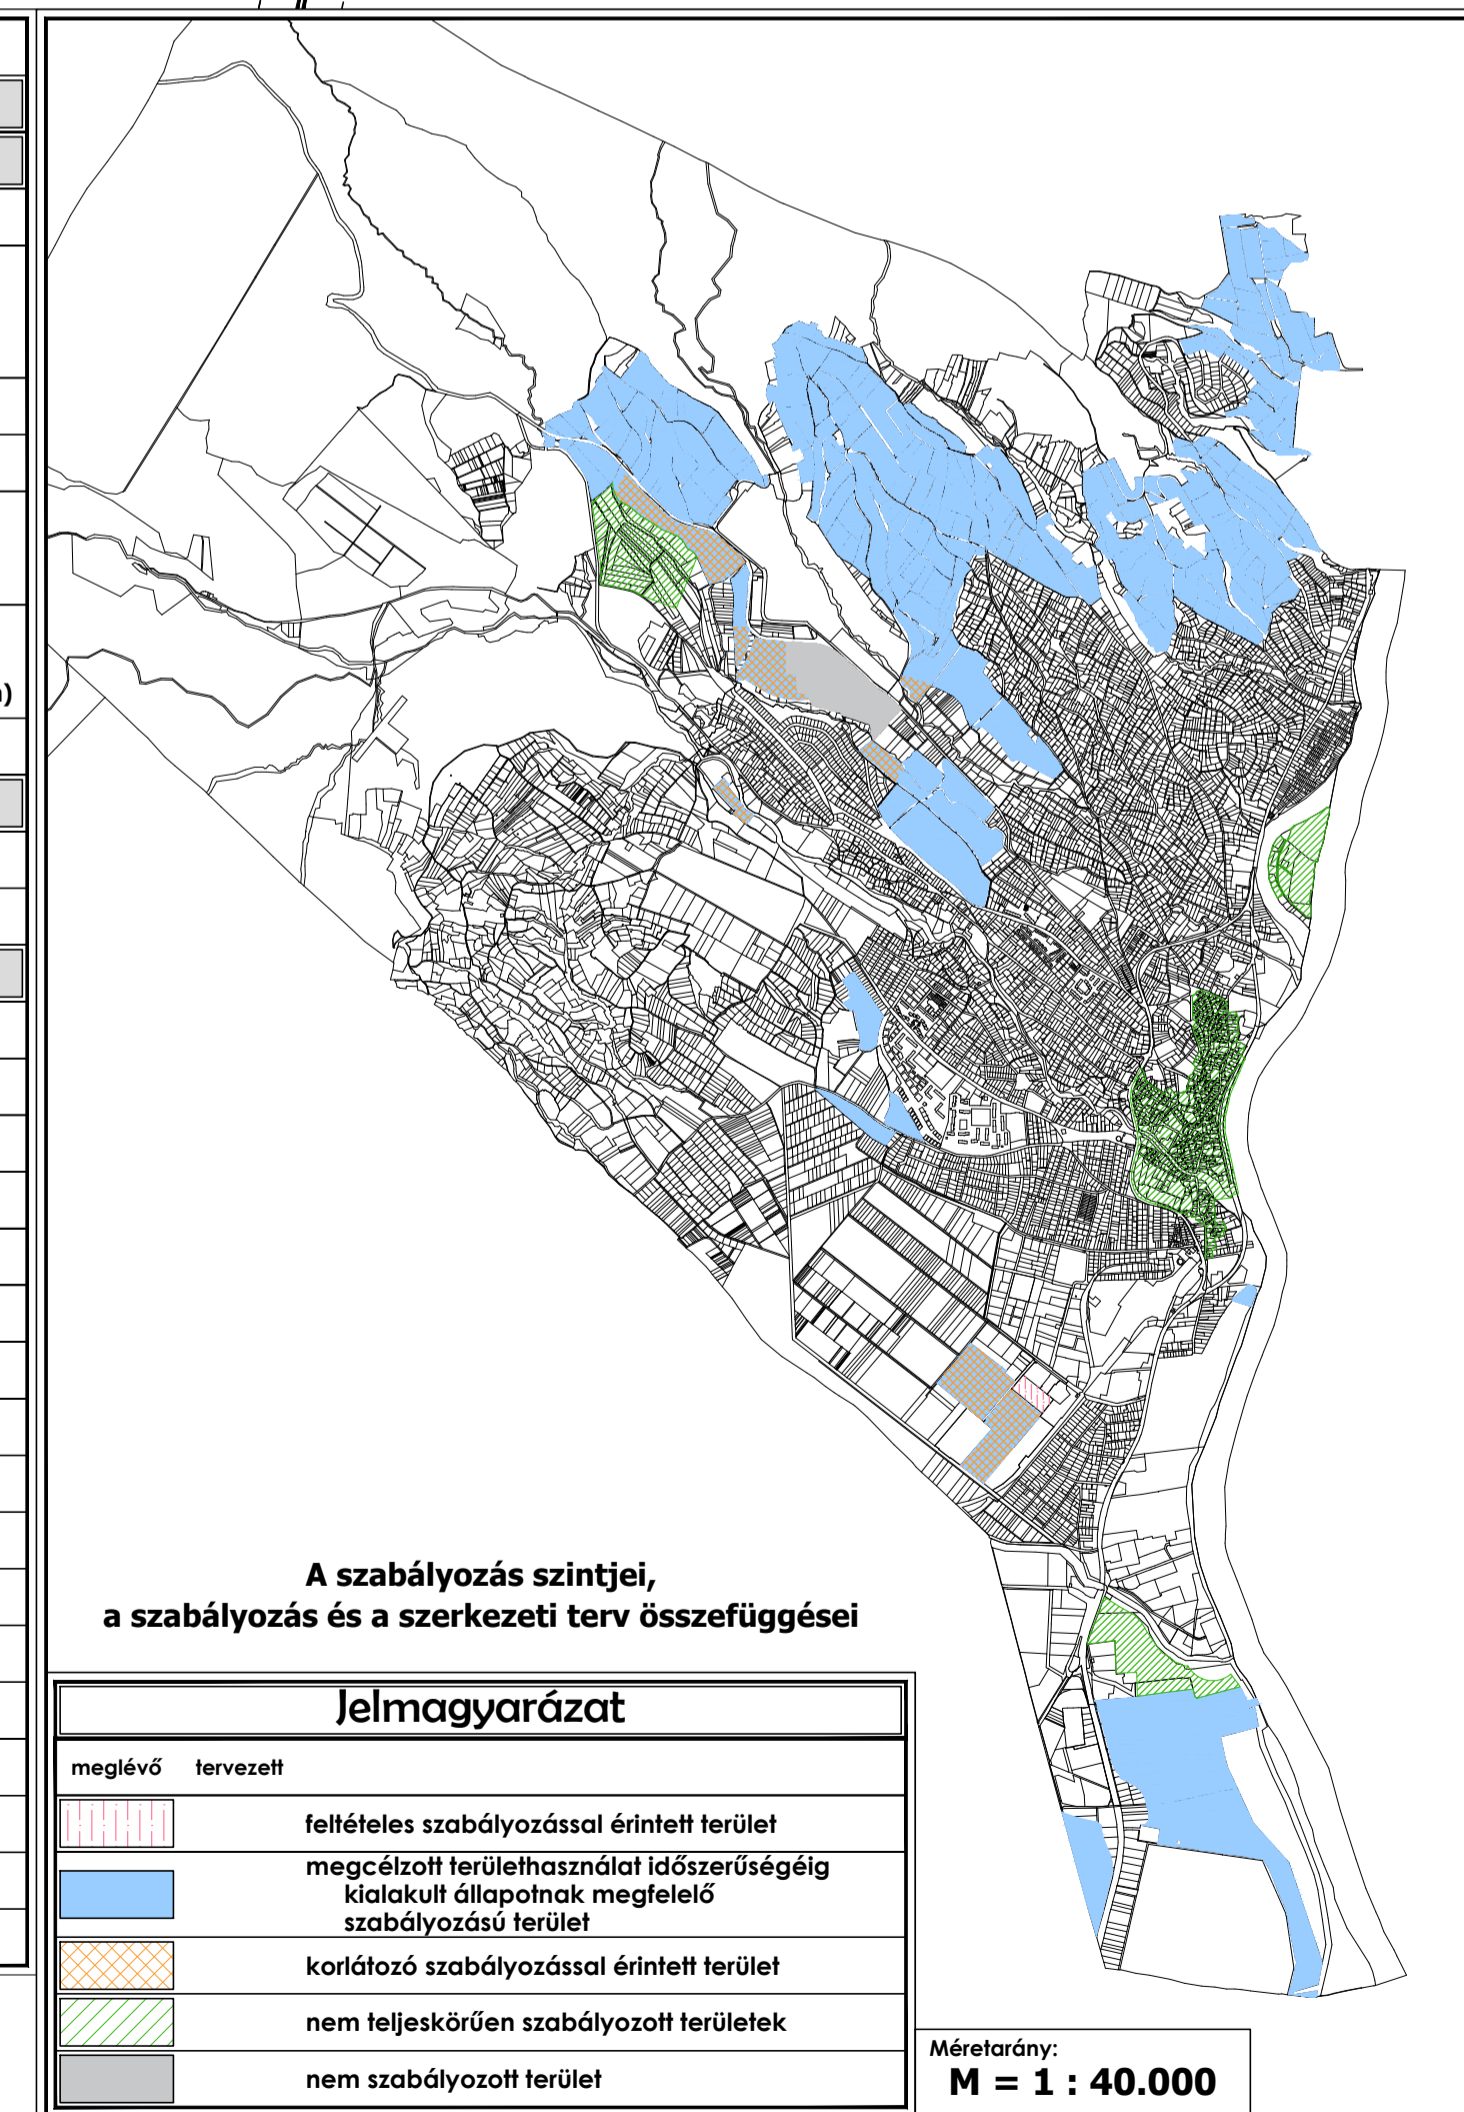 )
A szabályozás szintjei,
a szabályozás és a szerkezeti terv összefüggései
Jelmagyarázat
meglévő tervezett
feltételes szabályozással érintett terület
megcélzott területhasználat időszerűségéig
kialakult állapotnak megfelelő
szabályozású terület
korlátozó szabályozással érintett terület
nem teljeskörűen szabályozott területek
nem szabályozott terület
Méretarány:
M = 1 : 40.000